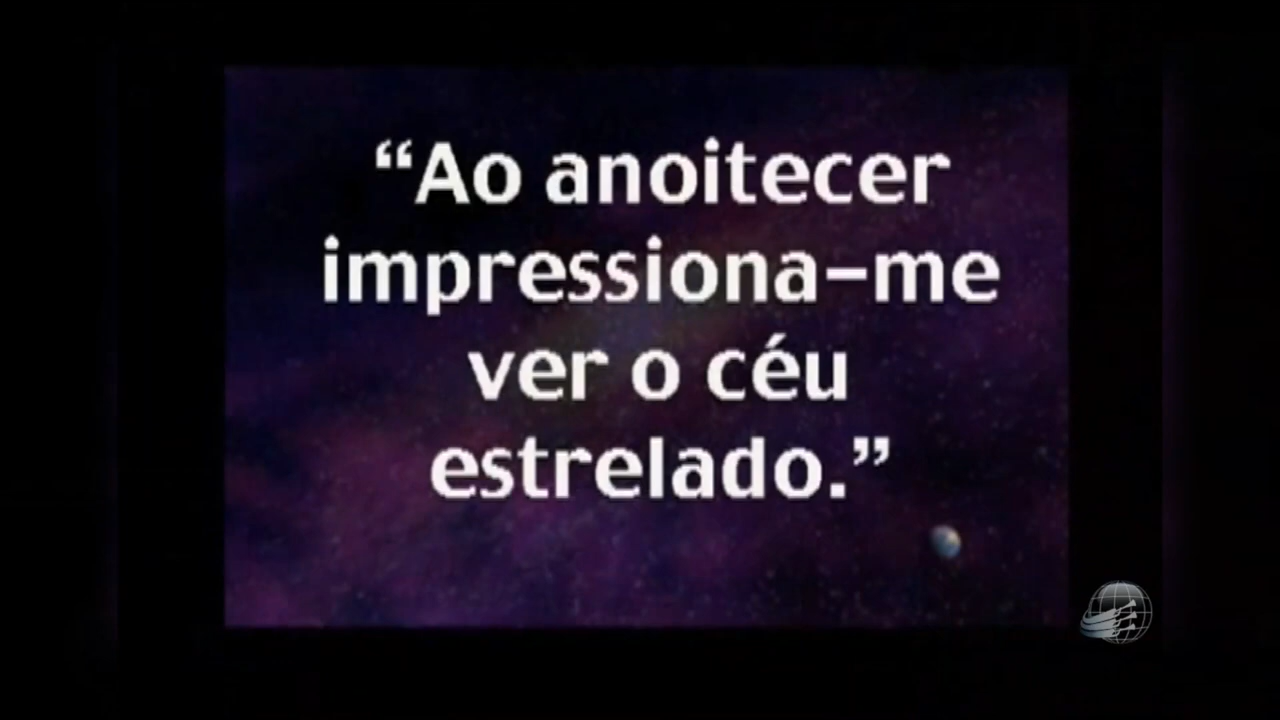 “Ao anoitecer
impressiona-me
ver o céu
estrelado.”